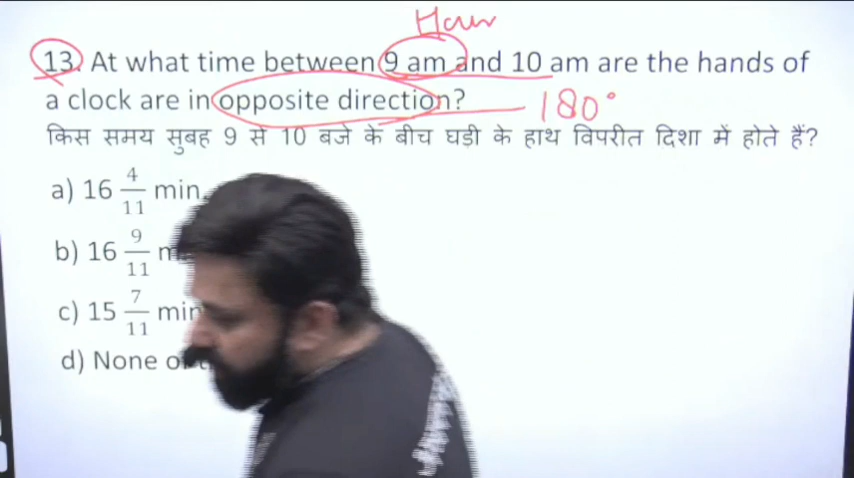 Hour
13. At what time between 9 am and 10 am are the hands of
a clock are in opposite direction? 180°
किस समय सुबह 9 से 10 बजे के बीच घड़ी के हाथ विपरीत दिशा में होते हैं?
a) 16 4/11 min
b) 16 9/11
c) 15 7/11 min
d) None